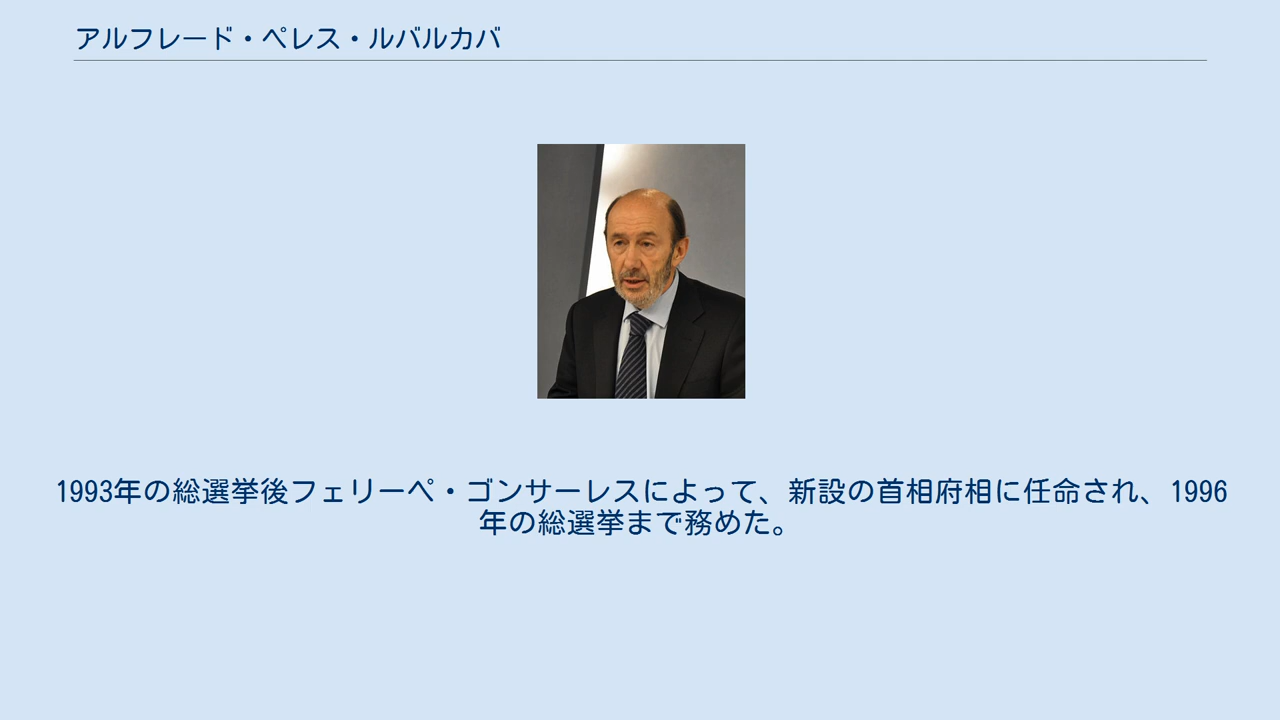 アルフレード・ペレス・ルバルカバ
1993年の総選挙後フェリーペ・ゴンサーレスによって、新設の首相府相に任命され、1996
年の総選挙まで務めた。